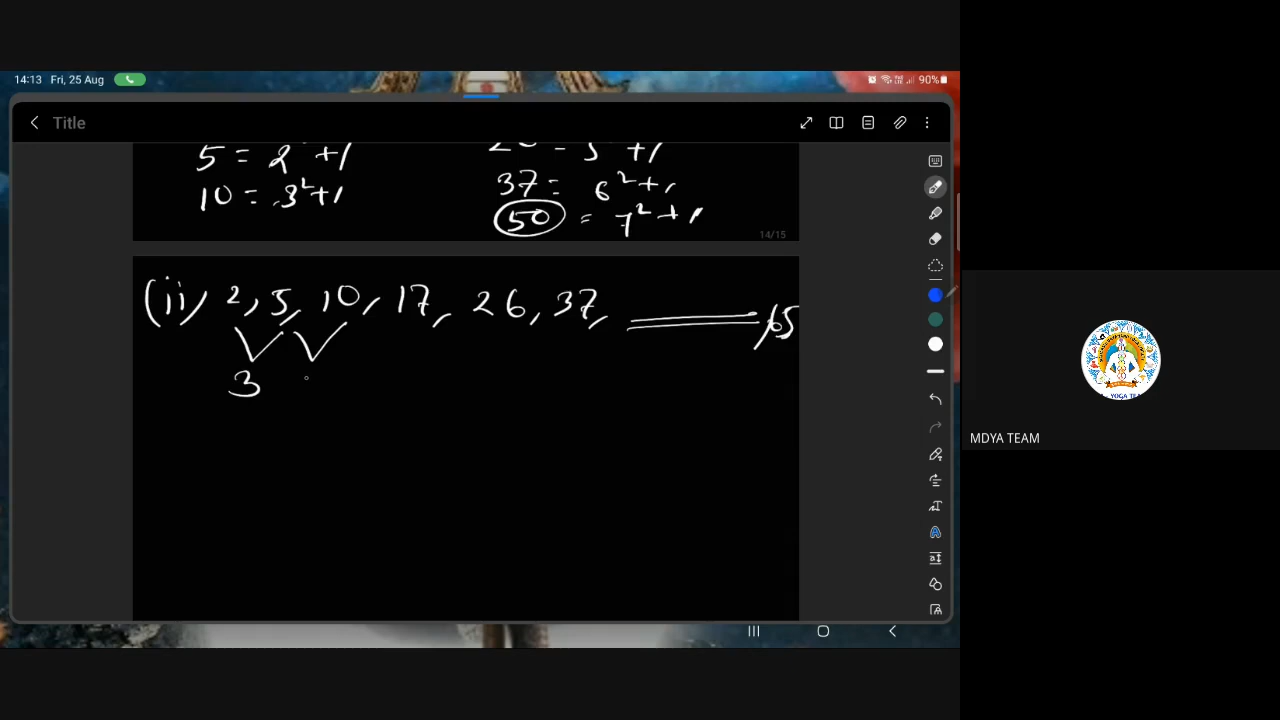 14:13 Fri, 25 Aug 90%
Title
5 = 2² + 1
10 = 3² + 1
37 = 6² + 1
50 = 7² + 1
14/15
(ii) 2, 5, 10, 17, 26, 37, 65
3
MDYA TEAM